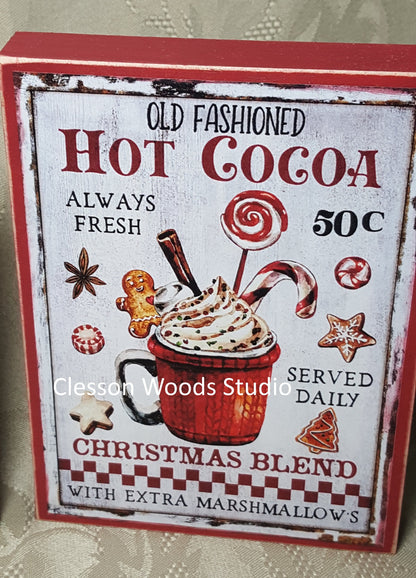 OLD FASHIONED
HOT COCOA
ALWAYS
FRESH
50C
Clesson Woods Studio
SERVED
DAILY
CHRISTMAS BLEND
WITH EXTRA MARSHMALLOW'S